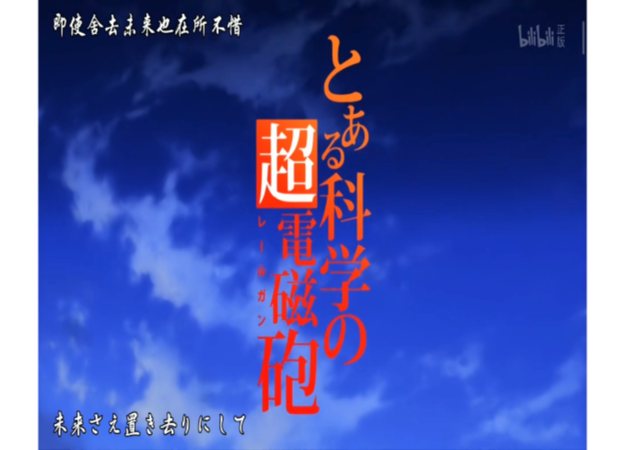 即使舍去未来也在所不惜
bilibili 正版
とある科学の
超電磁砲
レールガン
未来さえ置き去りにして